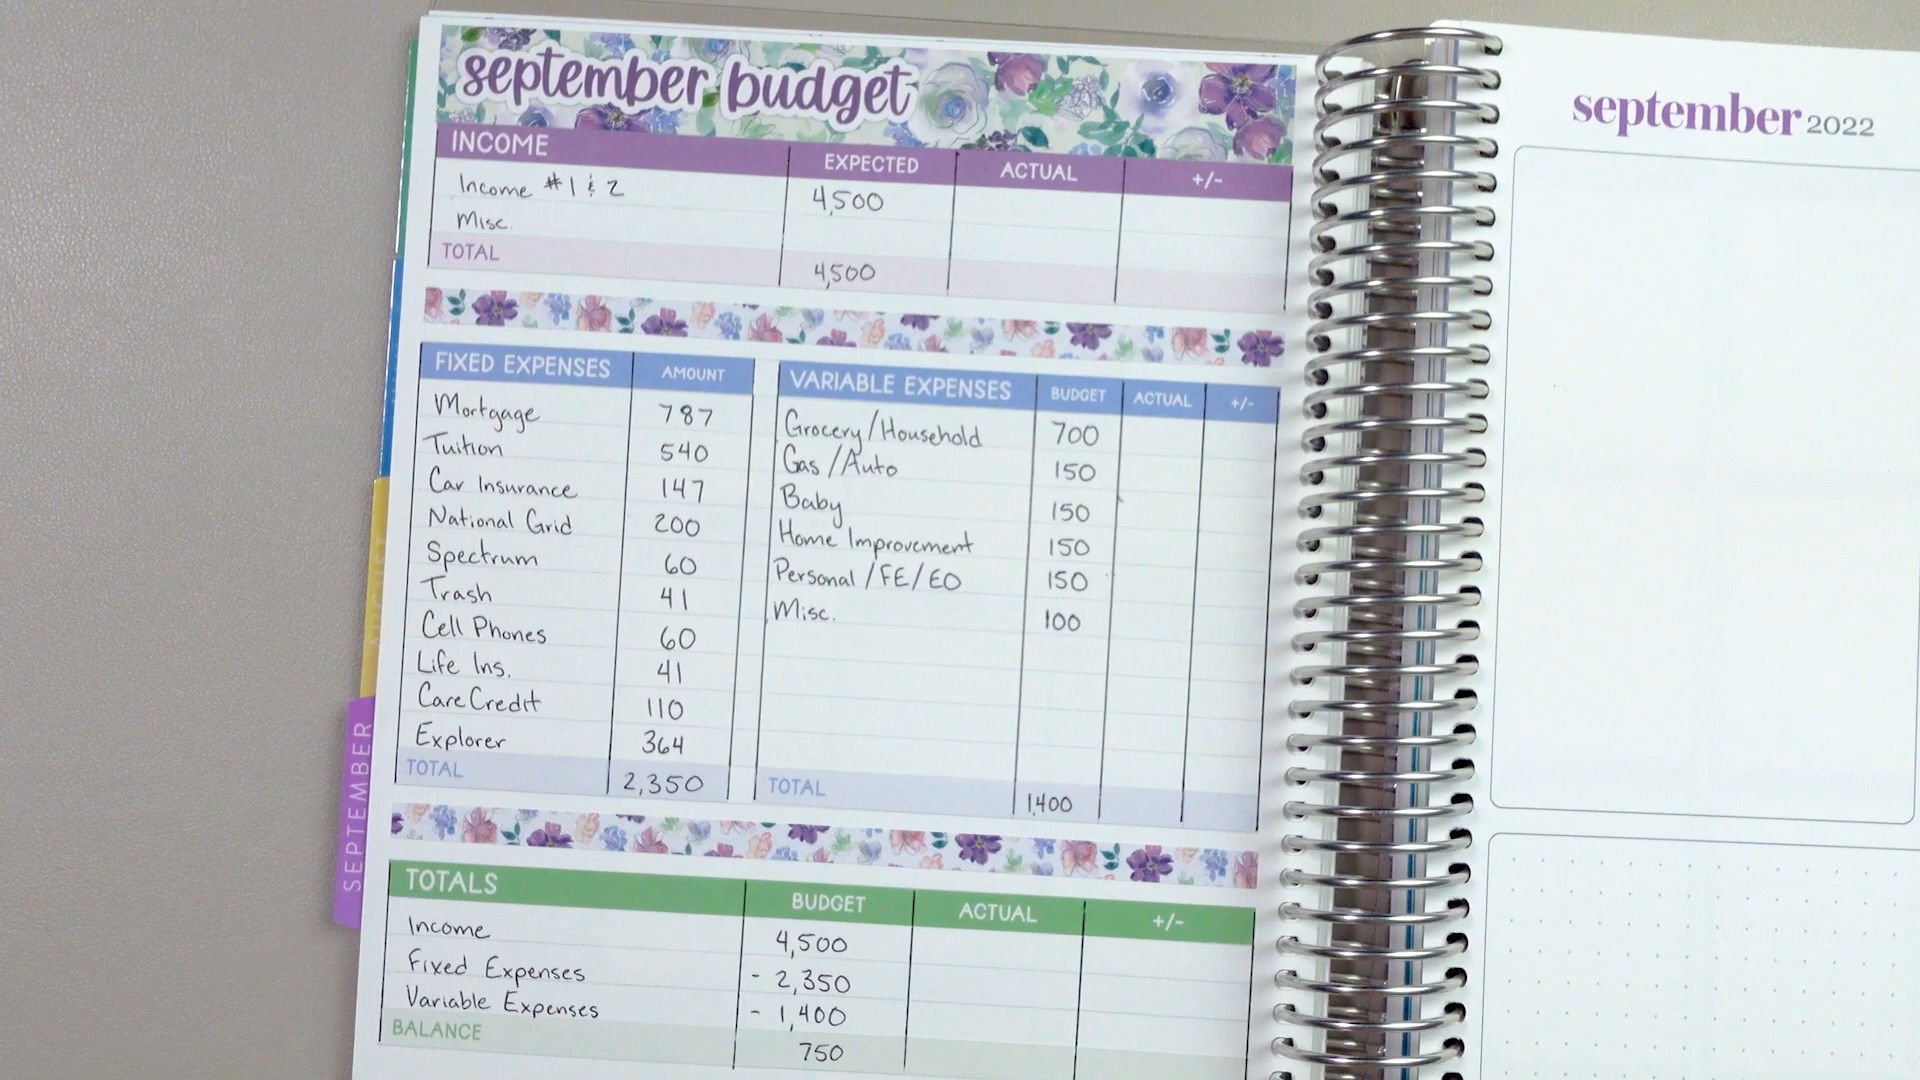 september budget
INCOME EXPECTED ACTUAL +/-
Income #1 & 2 4,500
Misc.
TOTAL 4,500
FIXED EXPENSES AMOUNT
Mortgage 787
Tuition 540
Car Insurance 147
National Grid 200
Spectrum 60
Trash 41
Cell Phones 60
Life Ins. 41
CareCredit 110
Explorer 364
TOTAL 2,350
VARIABLE EXPENSES BUDGET ACTUAL +/-
Grocery/Household 700
Gas/Auto 150
Baby 150
Home Improvement 150
Personal/FE/EO 150
Misc. 100
TOTAL 1,400
TOTALS BUDGET ACTUAL +/-
Income 4,500
Fixed Expenses - 2,350
Variable Expenses - 1,400
BALANCE 750
SEPTEMBER
september 2022